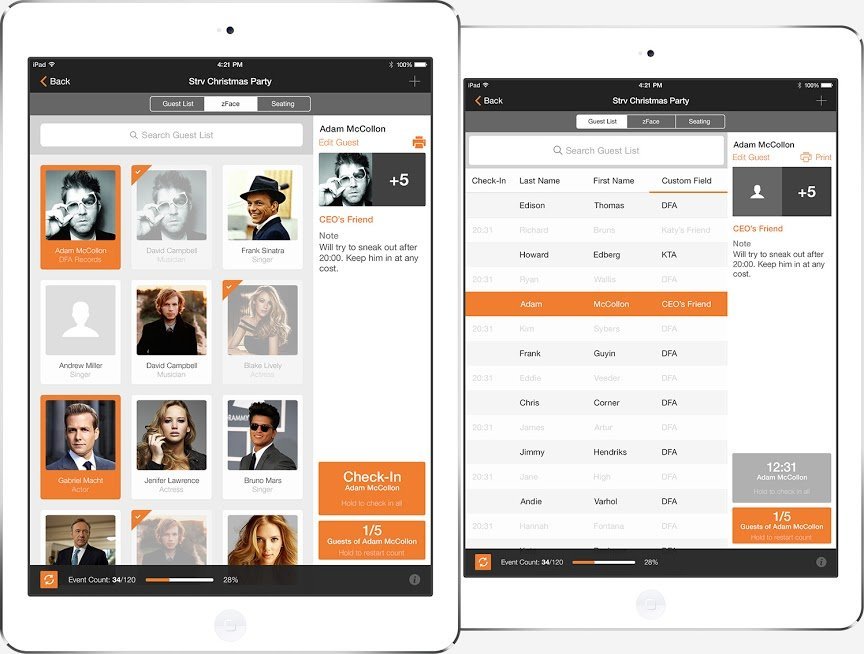 iPad
4:21 PM
100%
Back
Strv Christmas Party
+
Guest List
zFace
Seating
Search Guest List
Adam McCollon
Edit Guest
+5
CEO's Friend
Note
Will try to sneak out after
20:00. Keep him in at any
cost.
Adam McCollon
DFA Records
David Campbell
Musician
Frank Sinatra
Singer
Andrew Miller
Singer
David Campbell
Musician
Blake Lively
Actress
Gabriel Macht
Actor
Jenifer Lawrence
Actress
GRAMMY
Bruno Mars
Singer
Check-In
Adam McCollon
Hold to check in all
1/5
Guests of Adam McCollon
Hold to restart count
Event Count: 34/120
28%
iPad
4:21 PM
100%
Back
Strv Christmas Party
+
Guest List
zFace
Seating
Search Guest List
Check-In Last Name First Name Custom Field
Edison Thomas DFA
20:31 Richard Bruns Katy's Friend
Howard Edberg KTA
20:31 Ryan Wallis DFA
Adam McCollon CEO's Friend
20:31 Kim Sybers DFA
Frank Guyin DFA
20:31 Eddie Veeder DFA
Chris Corner DFA
20:31 James Artur DFA
Jimmy Hendriks DFA
20:31 Jane High DFA
Andie Varhol DFA
20:31 Hannah Fontana DFA
Adam McCollon
Edit Guest
Print
+5
CEO's Friend
Note
Will try to sneak out after
20:00. Keep him in at any
cost.
12:31
Adam McCollon
Hold to check in all
1/5
Guests of Adam McCollon
Hold to restart count
Event Count: 34/120
28%